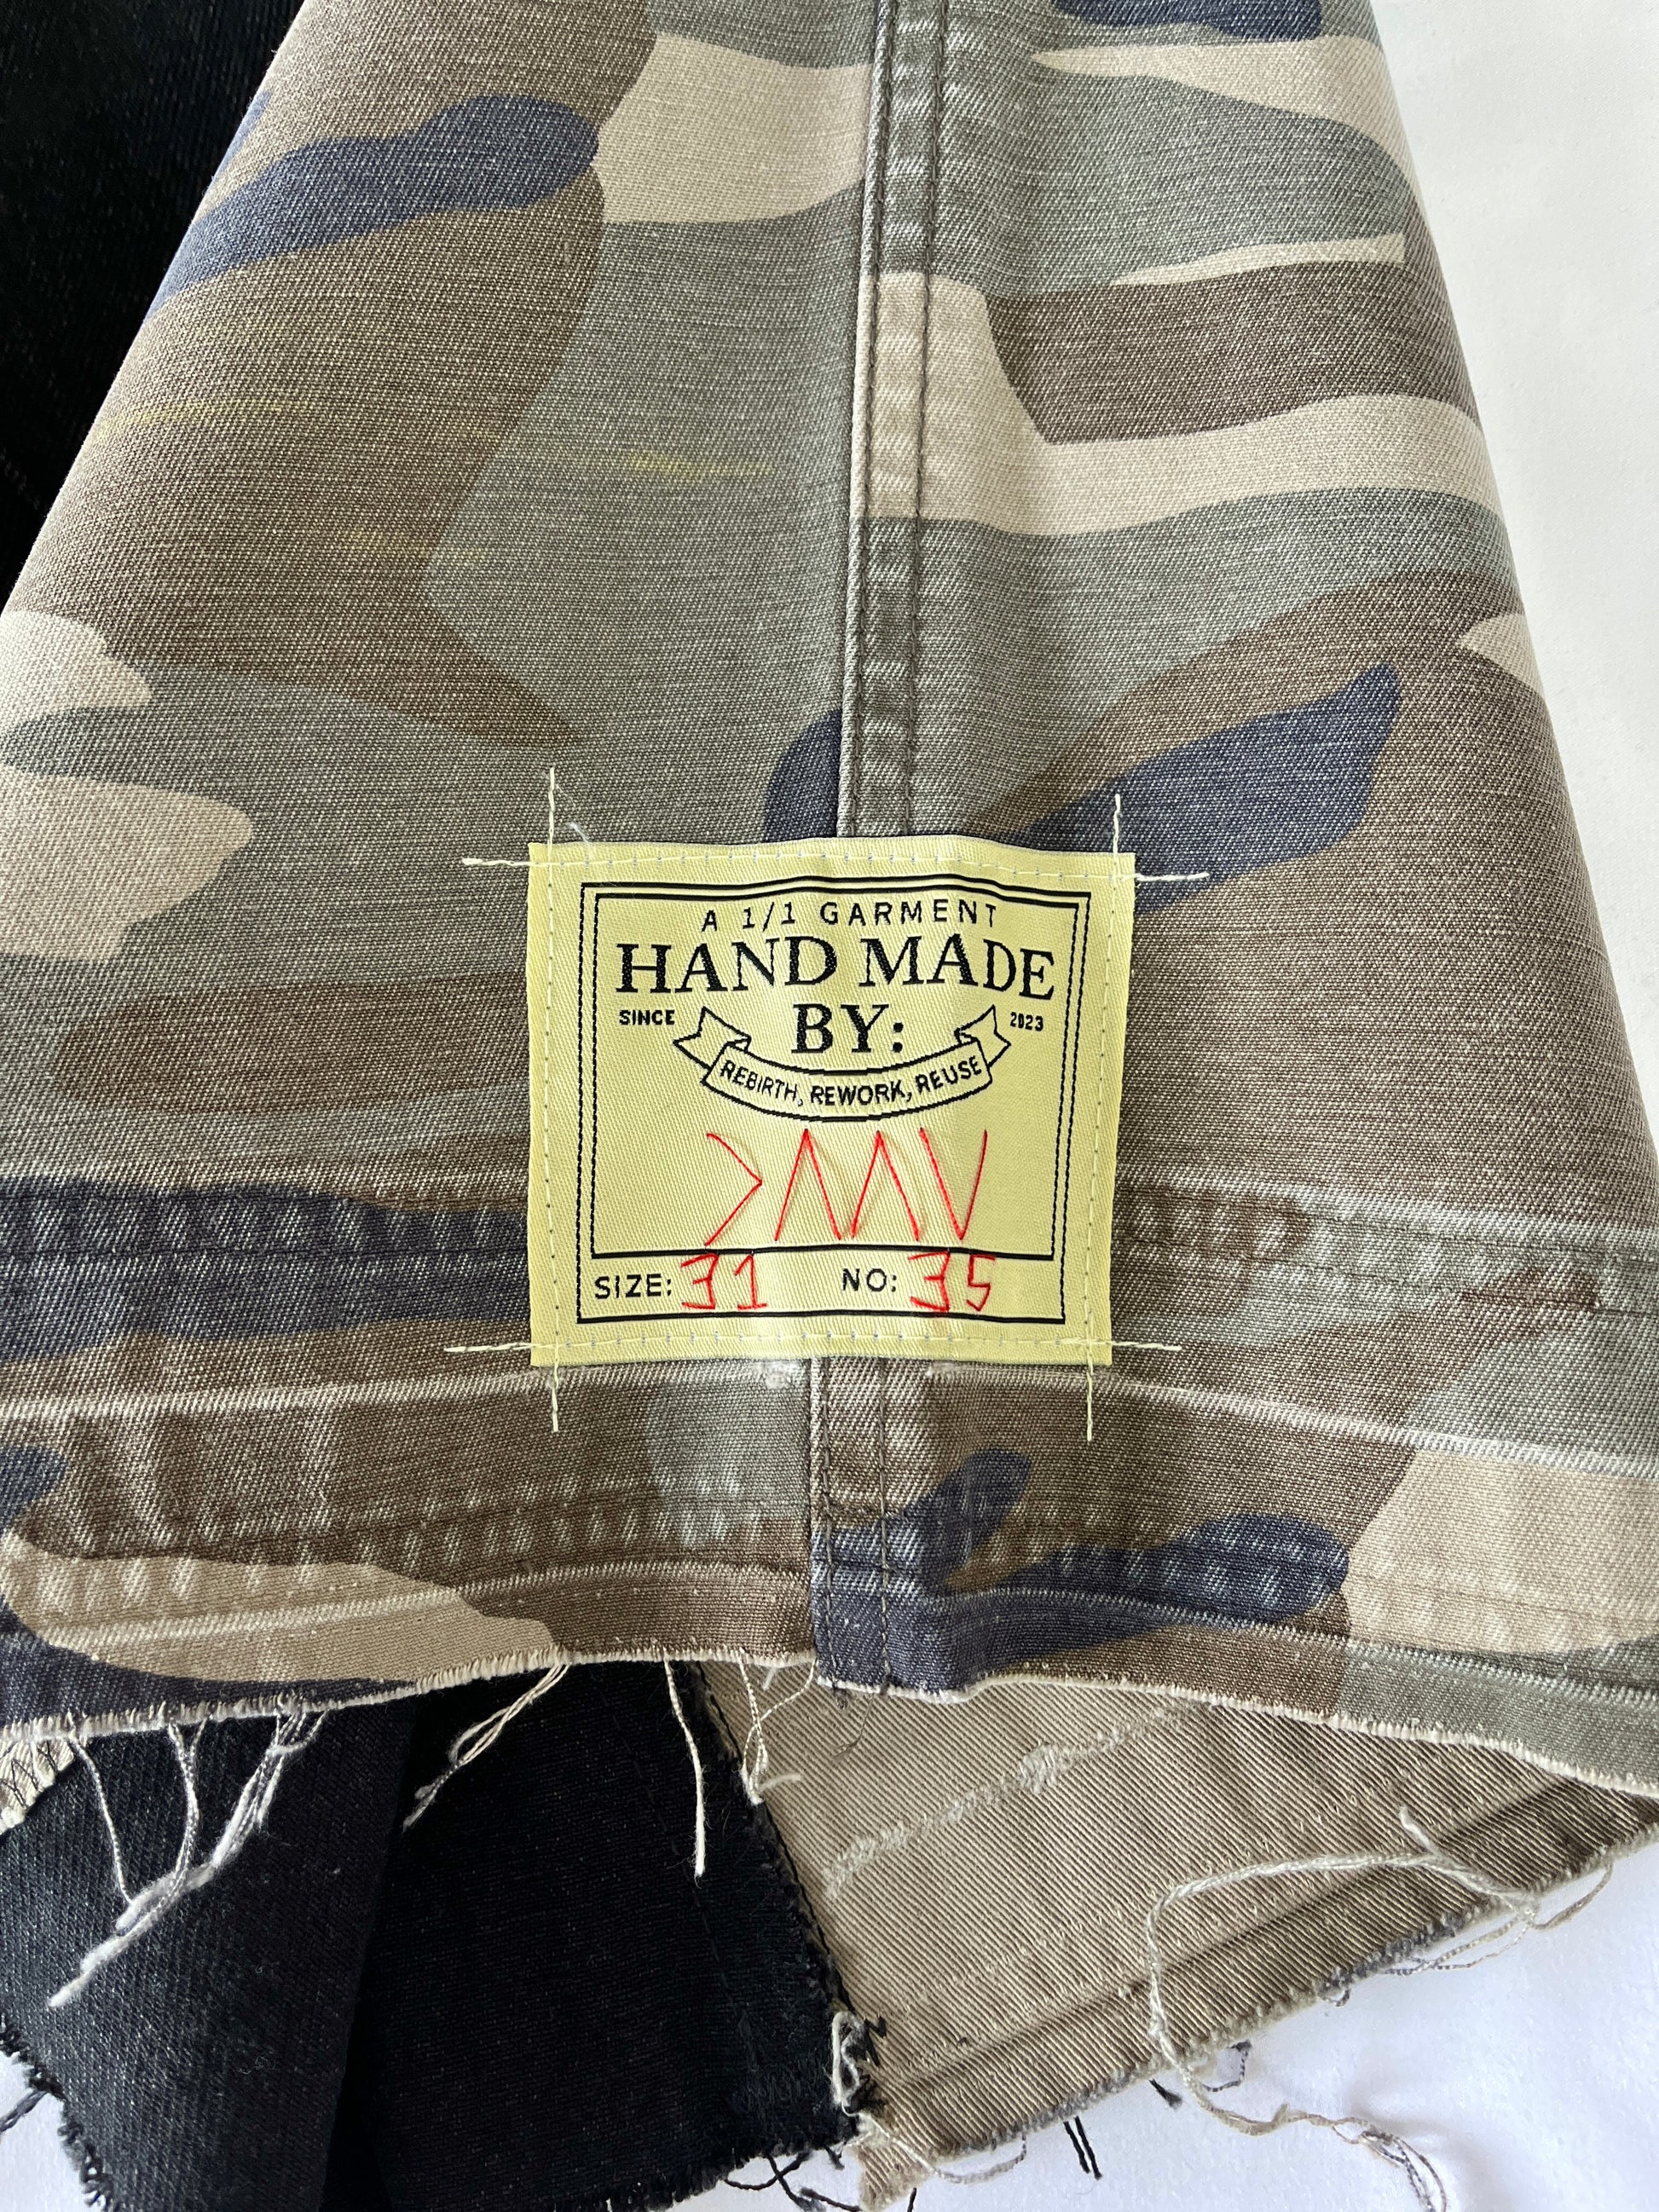 A 1/1 GARMENT
HAND MADE
BY:
SINCE 2023
REBIRTH, REWORK, REUSE
SIZE: 31 NO: 35